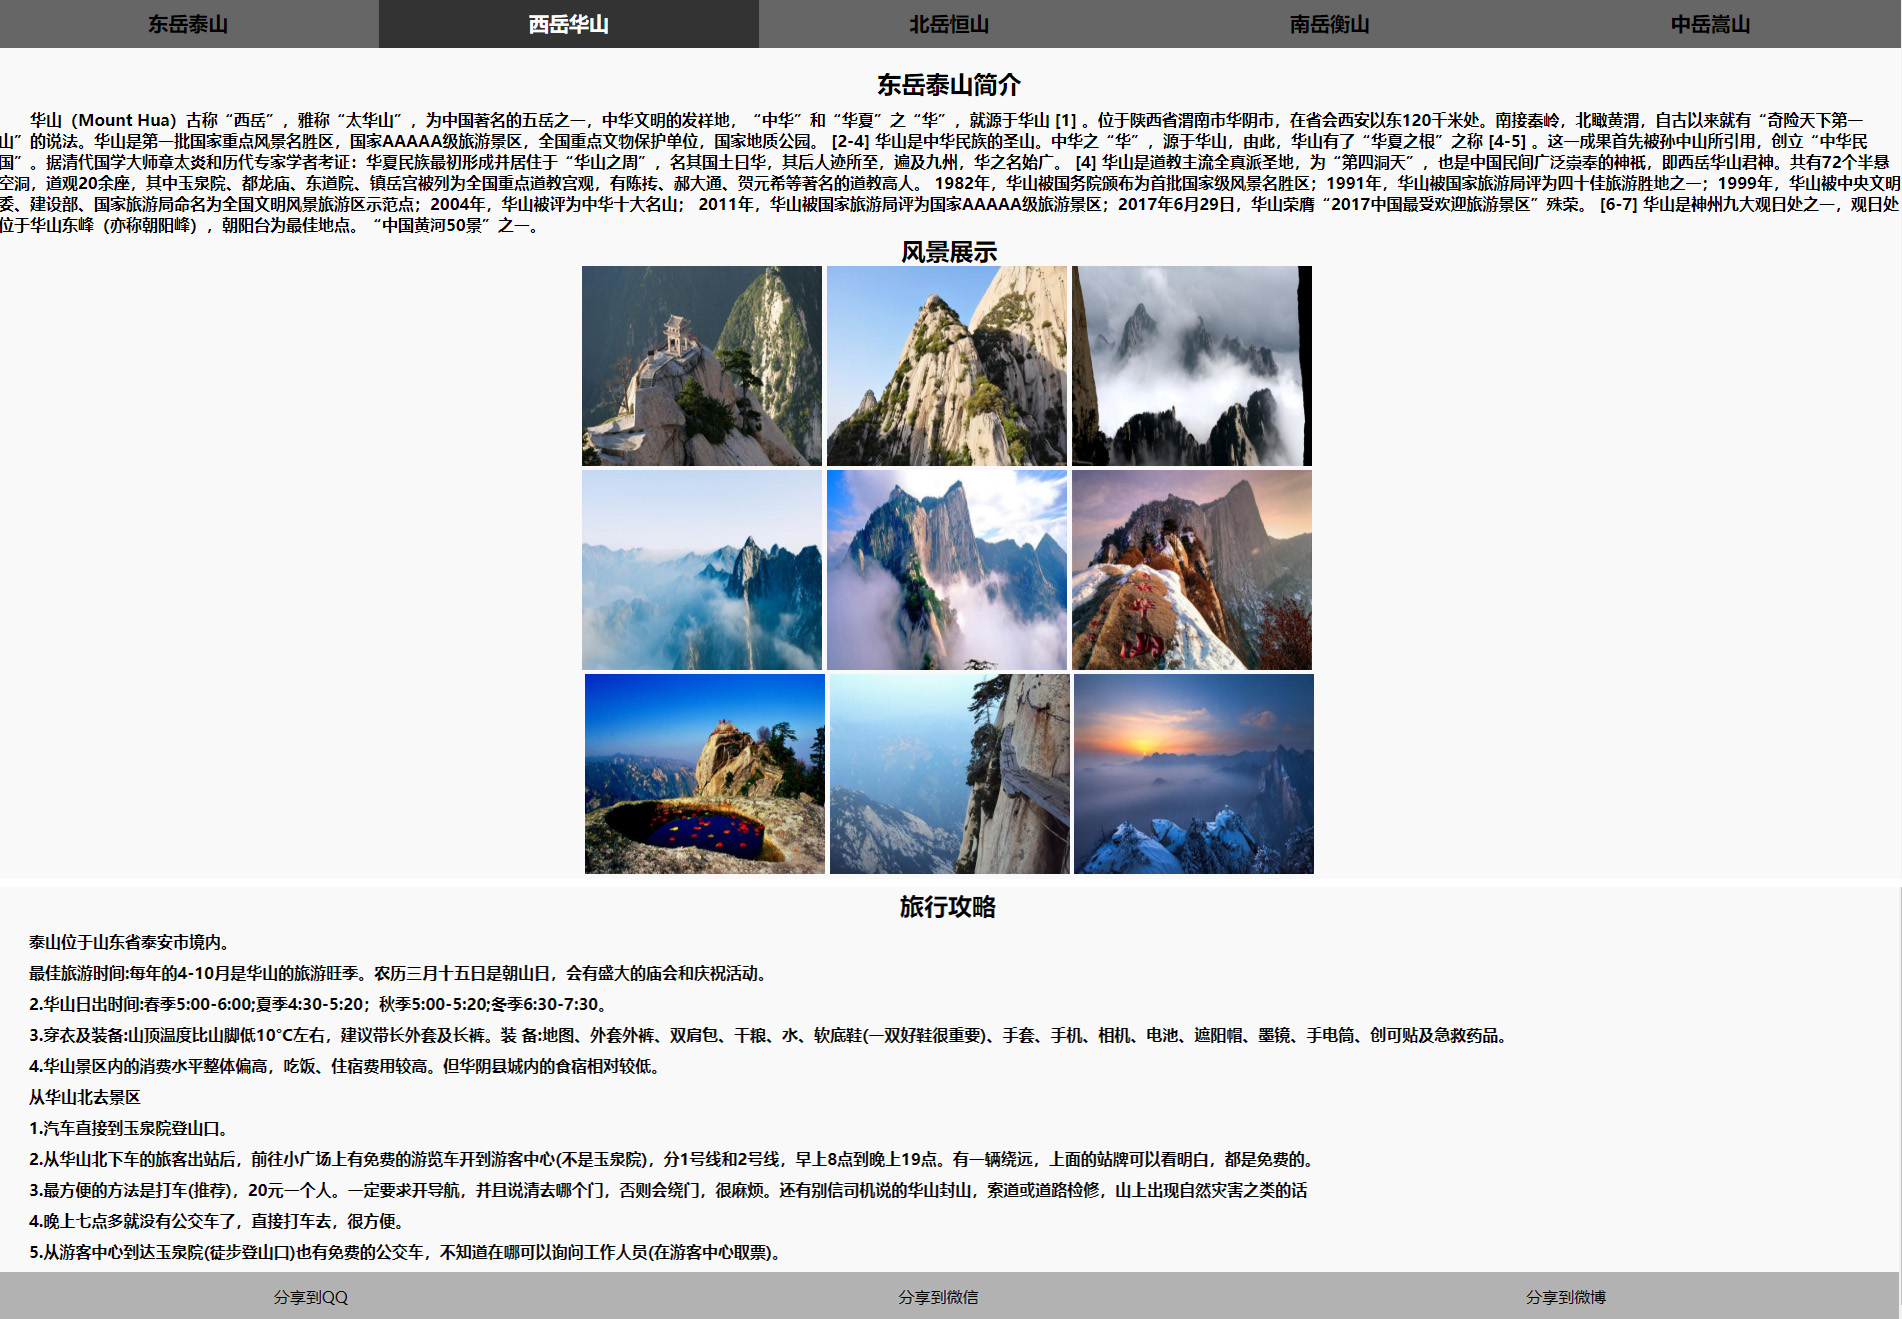 东岳泰山 西岳华山 北岳恒山 南岳衡山 中岳嵩山
东岳泰山简介
华山（Mount Hua）古称“西岳”，雅称“太华山”，为中国著名的五岳之一，中华文明的发祥地，“中华”和“华夏”之“华”，就源于华山 [1] 。位于陕西省渭南市华阴市，在省会西安以东120千米处。南接秦岭，北瞰黄渭，自古以来就有“奇险天下第一
山”的说法。华山是第一批国家重点风景名胜区，国家AAAAA级旅游景区，全国重点文物保护单位，国家地质公园。 [2-4] 华山是中华民族的圣山。中华之“华”，源于华山，由此，华山有了“华夏之根”之称 [4-5] 。这一成果首先被孙中山所引用，创立“中华民
国”。据清代国学大师章太炎和历代专家学者考证：华夏民族最初形成并居住于“华山之周”，名其国土曰华，其后人迹所至，遍及九州，华之名始广。 [4] 华山是道教主流全真派圣地，为“第四洞天”，也是中国民间广泛崇奉的神祇，即西岳华山君神。共有72个半悬
空洞，道观20余座，其中玉泉院、都龙庙、东道院、镇岳宫被列为全国重点道教宫观，有陈抟、郝大通、贺元希等著名的道教高人。 1982年，华山被国务院颁布为首批国家级风景名胜区；1991年，华山被国家旅游局评为四十佳旅游胜地之一；1999年，华山被中央文明
委、建设部、国家旅游局命名为全国文明风景旅游区示范点；2004年，华山被评为中华十大名山； 2011年，华山被国家旅游局评为国家AAAAA级旅游景区；2017年6月29日，华山荣膺“2017中国最受欢迎旅游景区”殊荣。 [6-7] 华山是神州九大观日处之一，观日处
位于华山东峰（亦称朝阳峰），朝阳台为最佳地点。“中国黄河50景”之一。
风景展示
华
山
旅行攻略
泰山位于山东省泰安市境内。
最佳旅游时间:每年的4-10月是华山的旅游旺季。农历三月十五日是朝山日，会有盛大的庙会和庆祝活动。
2.华山日出时间:春季5:00-6:00;夏季4:30-5:20；秋季5:00-5:20;冬季6:30-7:30。
3.穿衣及装备:山顶温度比山脚低10°C左右，建议带长外套及长裤。装 备:地图、外套外裤、双肩包、干粮、水、软底鞋(一双好鞋很重要)、手套、手机、相机、电池、遮阳帽、墨镜、手电筒、创可贴及急救药品。
4.华山景区内的消费水平整体偏高，吃饭、住宿费用较高。但华阴县城内的食宿相对较低。
从华山北去景区
1.汽车直接到玉泉院登山口。
2.从华山北下车的旅客出站后，前往小广场上有免费的游览车开到游客中心(不是玉泉院)，分1号线和2号线，早上8点到晚上19点。有一辆绕远，上面的站牌可以看明白，都是免费的。
3.最方便的方法是打车(推荐)，20元一个人。一定要求开导航，并且说清去哪个门，否则会绕门，很麻烦。还有别信司机说的华山封山，索道或道路检修，山上出现自然灾害之类的话
4.晚上七点多就没有公交车了，直接打车去，很方便。
5.从游客中心到达玉泉院(徒步登山口)也有免费的公交车，不知道在哪可以询问工作人员(在游客中心取票)。
分享到QQ 分享到微信 分享到微博